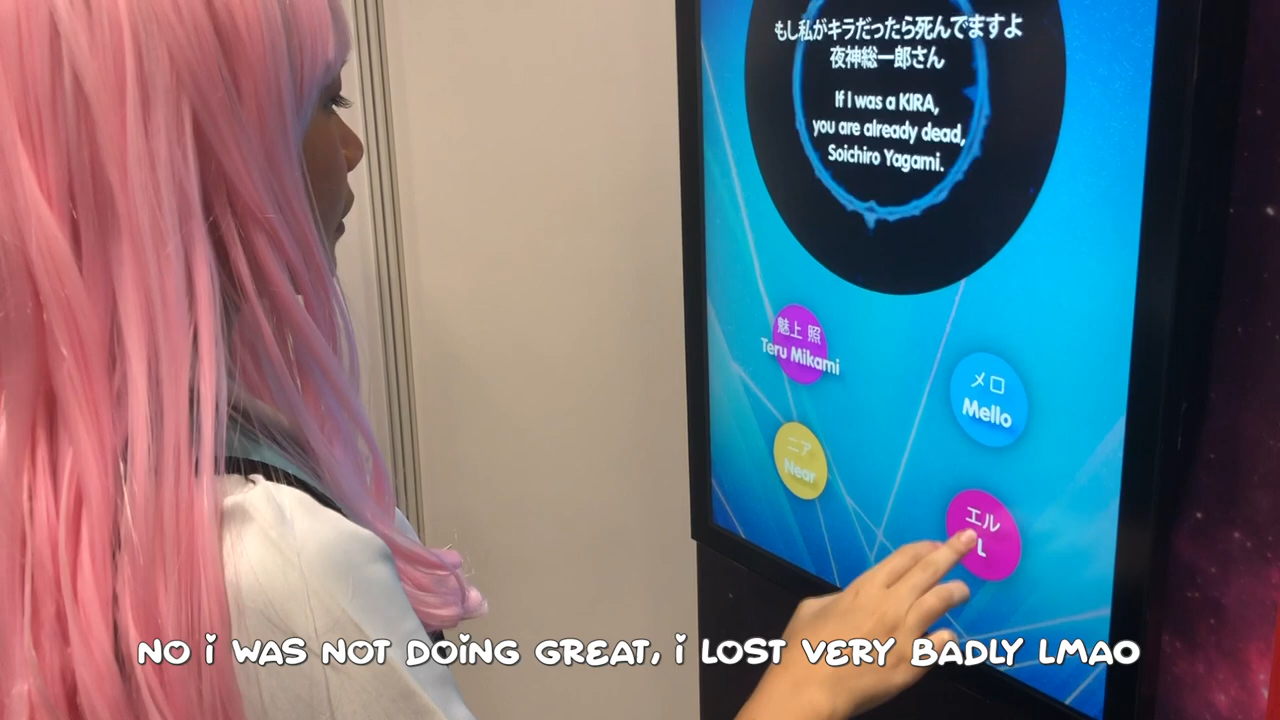 もし私がキラだったら死んでますよ
夜神総一郎さん
If I was a KIRA,
you are already dead,
Soichiro Yagami.
魅上 照
Teru Mikami
メロ
Mello
ニア
Near
エル
L
NO i WAS NOT DOiNG GREAT, i LOST VERY BADLY LMAO